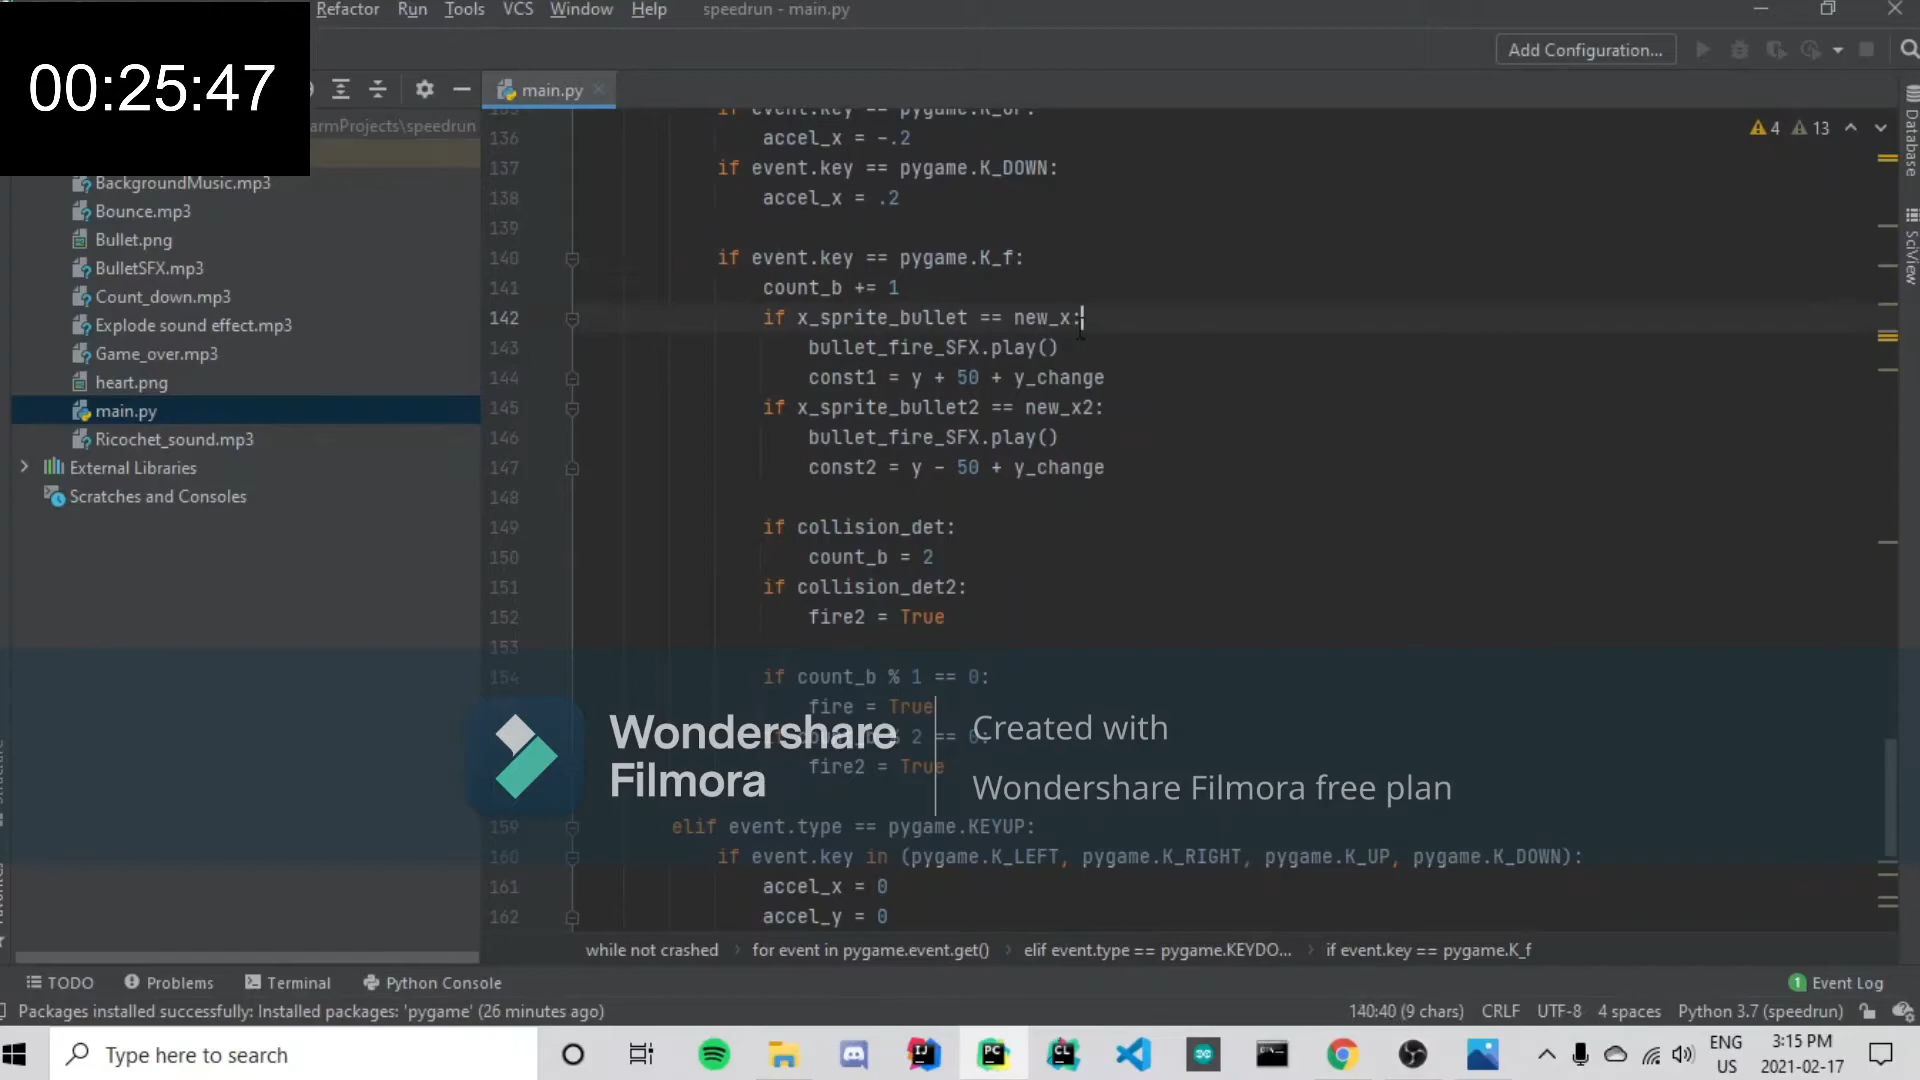 Refactor Run Tools VCS Window Help speedrun - main.py
00:25:47
Add Configuration...
main.py
armProjects\speedrun
BackgroundMusic.mp3
Bounce.mp3
Bullet.png
BulletSFX.mp3
Count_down.mp3
Explode sound effect.mp3
Game_over.mp3
heart.png
main.py
Ricochet_sound.mp3
External Libraries
Scratches and Consoles
4 13
Database
SciView
136 accel_x = -.2
137 if event.key == pygame.K_DOWN:
138 accel_x = .2
139
140 if event.key == pygame.K_f:
141 count_b += 1
142 if x_sprite_bullet == new_x:
143 bullet_fire_SFX.play()
144 const1 = y + 50 + y_change
145 if x_sprite_bullet2 == new_x2:
146 bullet_fire_SFX.play()
147 const2 = y - 50 + y_change
148
149 if collision_det:
150 count_b = 2
151 if collision_det2:
152 fire2 = True
153
154 if count_b % 1 == 0:
fire = True
% 2 == 0:
fire2 = True
Wondershare
Filmora
Created with
Wondershare Filmora free plan
159 elif event.type == pygame.KEYUP:
160 if event.key in (pygame.K_LEFT, pygame.K_RIGHT, pygame.K_UP, pygame.K_DOWN):
161 accel_x = 0
162 accel_y = 0
while not crashed > for event in pygame.event.get() > elif event.type == pygame.KEYDO... > if event.key == pygame.K_f
TODO Problems Terminal Python Console 1 Event Log
Packages installed successfully: Installed packages: 'pygame' (26 minutes ago) 140:40 (9 chars) CRLF UTF-8 4 spaces Python 3.7 (speedrun)
Type here to search
ENG
US
3:15 PM
2021-02-17